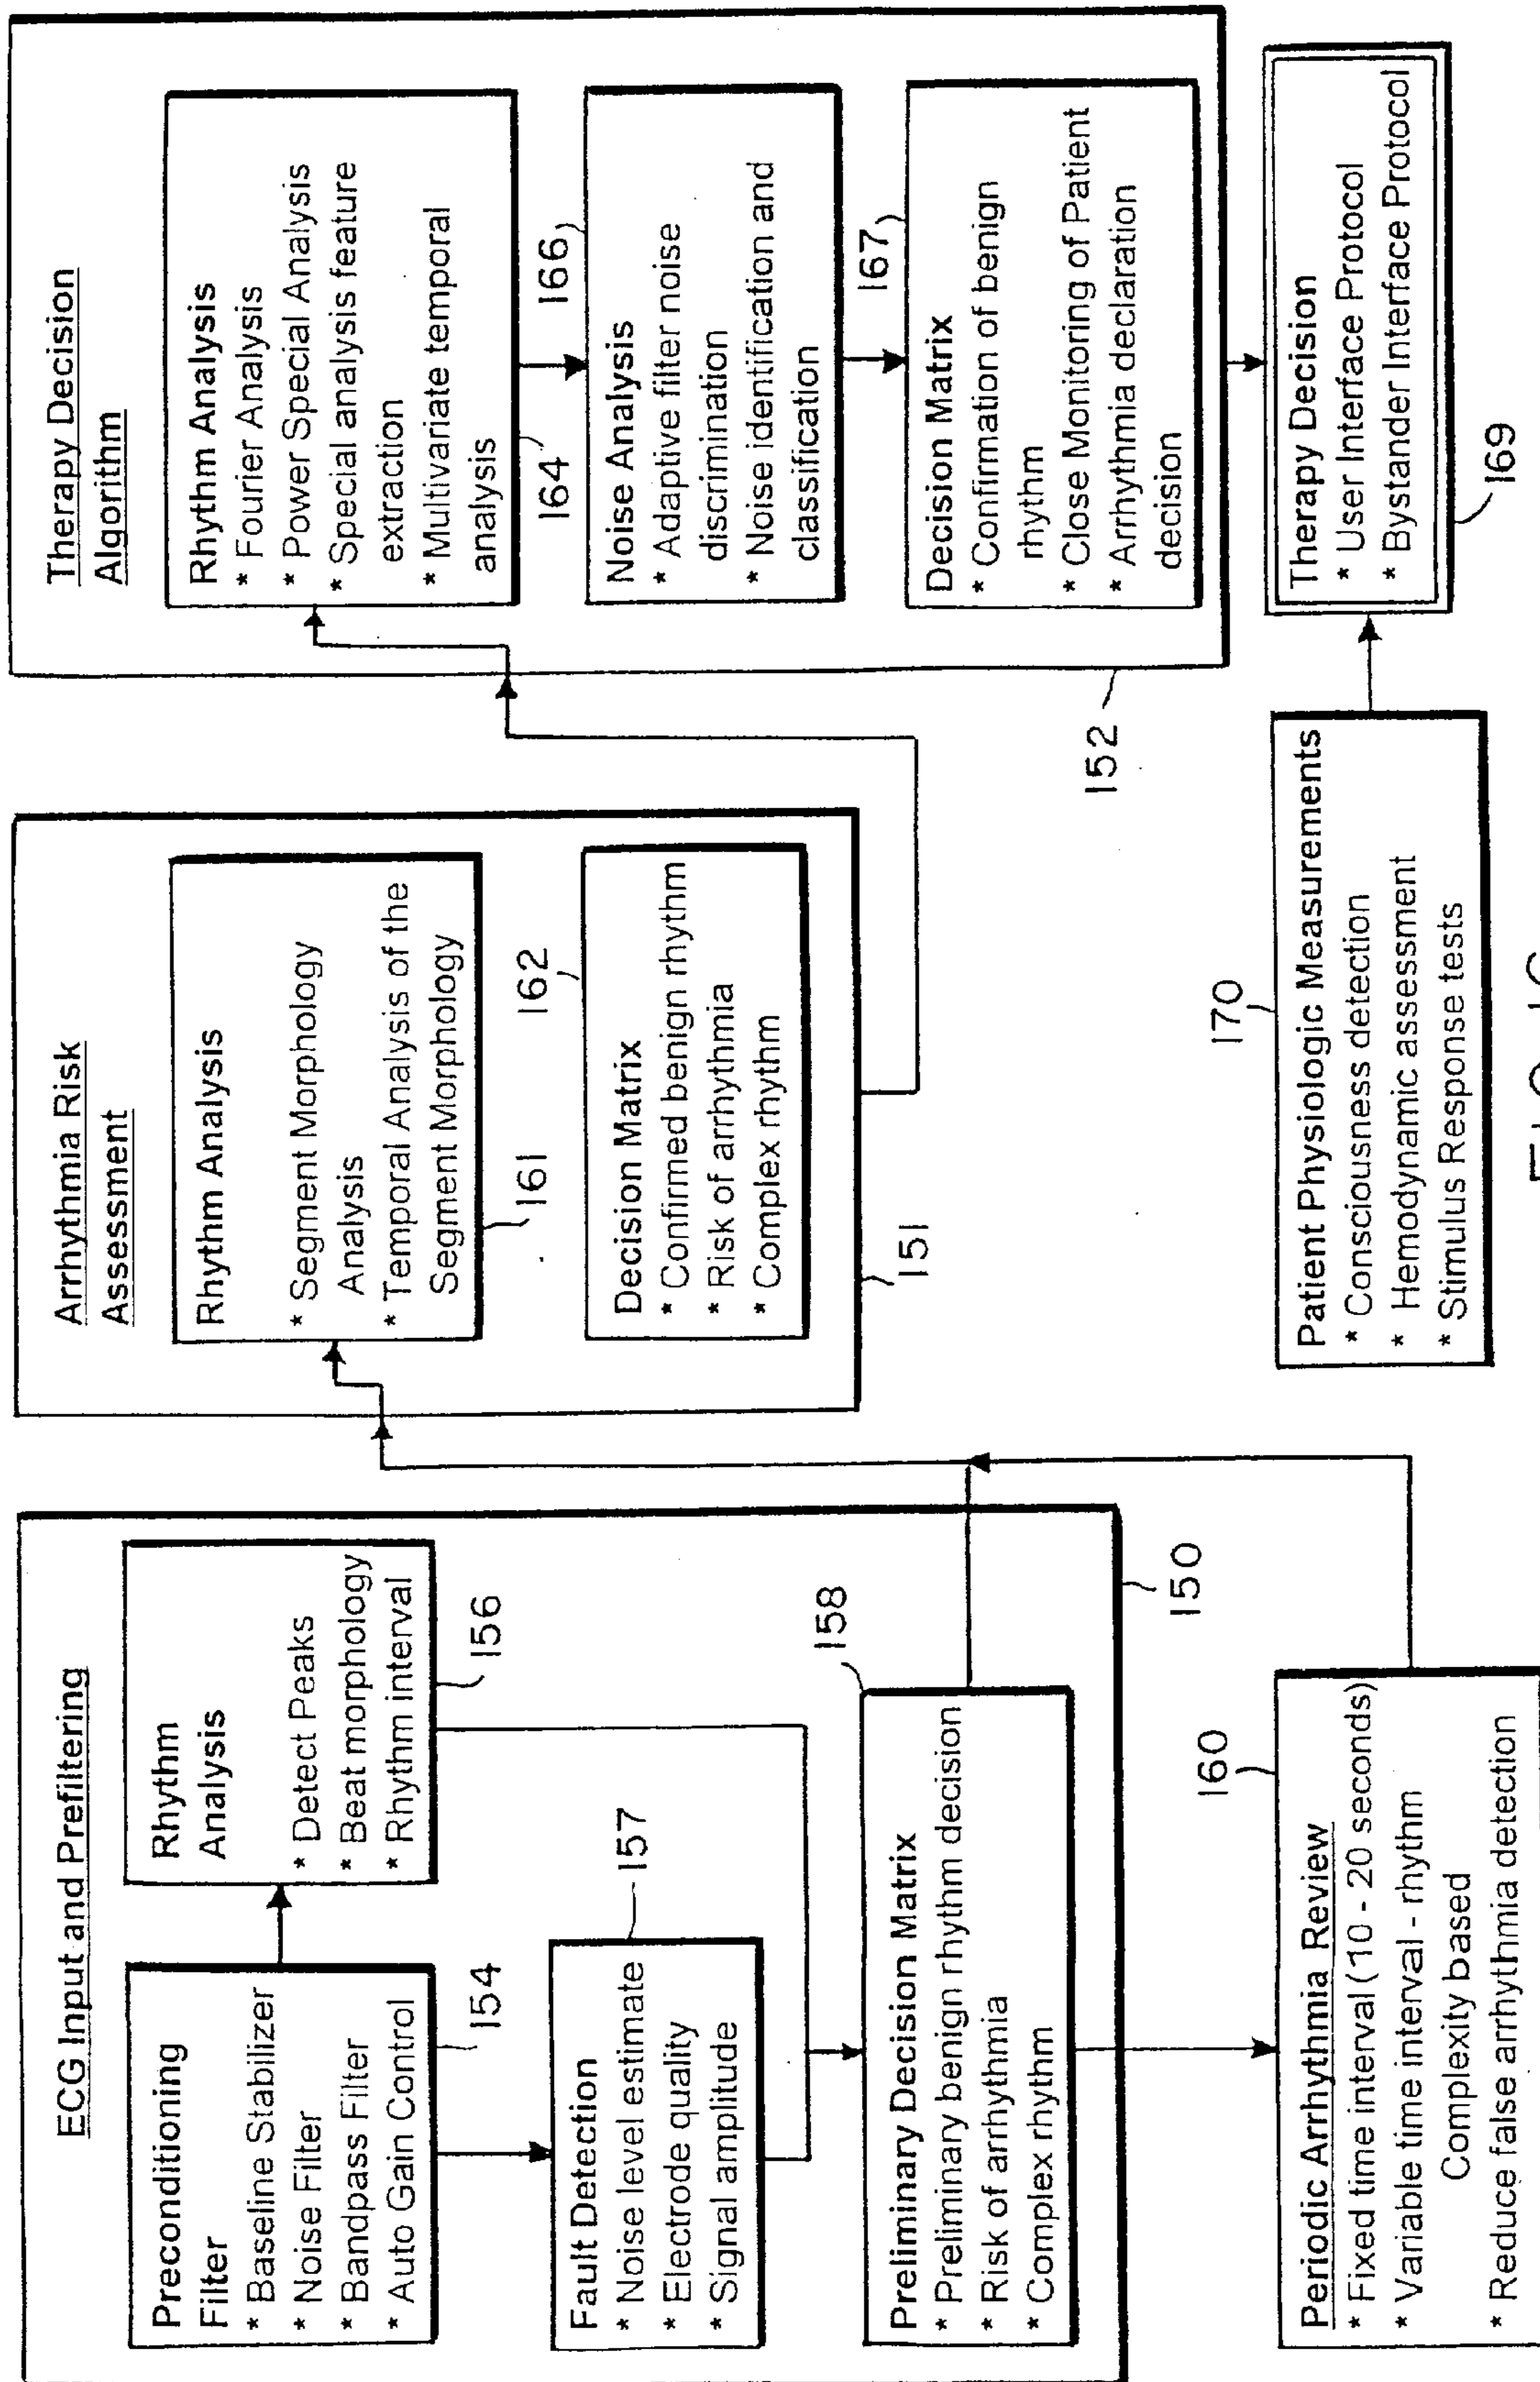 ECG Input and Prefiltering
Preconditioning
Filter
* Baseline Stabilizer
* Noise Filter
* Bandpass Filter
* Auto Gain Control
154
Rhythm
Analysis
* Detect Peaks
* Beat morphology
* Rhythm interval
156
Fault Detection
* Noise level estimate
* Electrode quality
* Signal amplitude
157
158
Preliminary Decision Matrix
* Preliminary benign rhythm decision
* Risk of arrhythmia
* Complex rhythm
150
160
Periodic Arrhythmia Review
* Fixed time interval (10 - 20 seconds)
* Variable time interval - rhythm
Complexity based
* Reduce false arrhythmia detection
Arrhythmia Risk
Assessment
Rhythm Analysis
* Segment Morphology
Analysis
* Temporal Analysis of the
Segment Morphology
161
162
Decision Matrix
* Confirmed benign rhythm
* Risk of arrhythmia
* Complex rhythm
151
170
Patient Physiologic Measurements
* Consciousness detection
* Hemodynamic assessment
* Stimulus Response tests
Therapy Decision
Algorithm
Rhythm Analysis
* Fourier Analysis
* Power Special Analysis
* Special analysis feature
extraction
* Multivariate temporal
analysis
164
166
Noise Analysis
* Adaptive filter noise
discrimination
* Noise identification and
classification
167
Decision Matrix
* Confirmation of benign
rhythm
* Close Monitoring of Patient
* Arrhythmia declaration
decision
152
Therapy Decision
* User Interface Protocol
* Bystander Interface Protocol
169